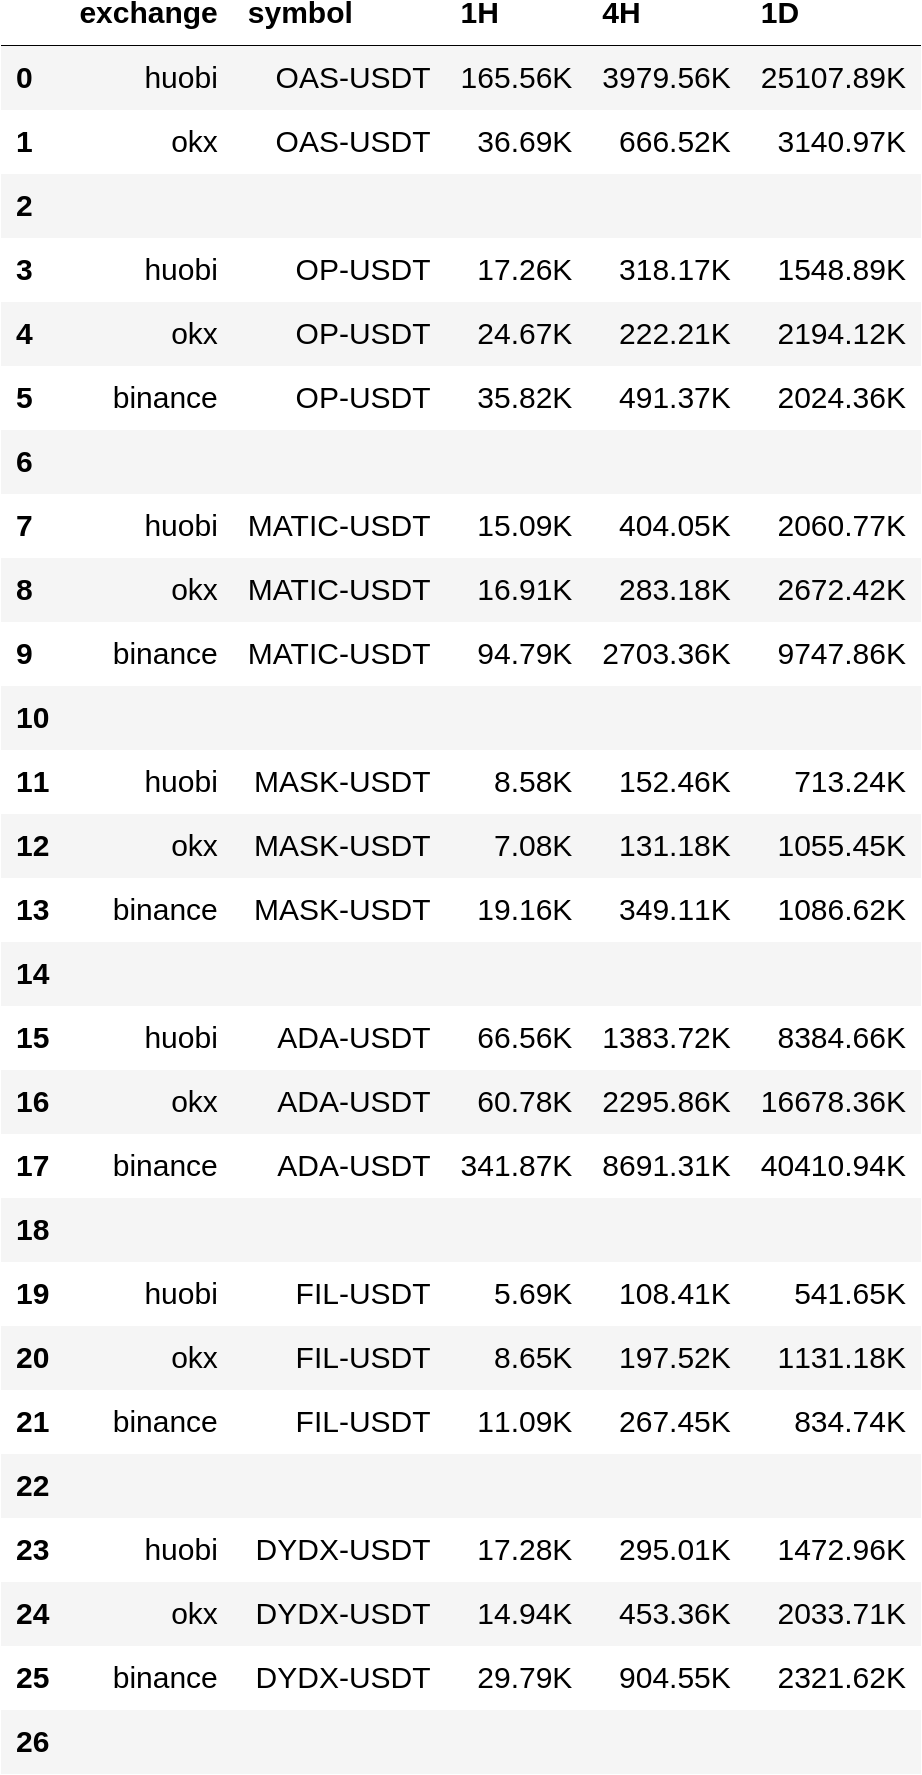 exchange symbol 1H 4H 1D
0 huobi OAS-USDT 165.56K 3979.56K 25107.89K
1 okx OAS-USDT 36.69K 666.52K 3140.97K
2
3 huobi OP-USDT 17.26K 318.17K 1548.89K
4 okx OP-USDT 24.67K 222.21K 2194.12K
5 binance OP-USDT 35.82K 491.37K 2024.36K
6
7 huobi MATIC-USDT 15.09K 404.05K 2060.77K
8 okx MATIC-USDT 16.91K 283.18K 2672.42K
9 binance MATIC-USDT 94.79K 2703.36K 9747.86K
10
11 huobi MASK-USDT 8.58K 152.46K 713.24K
12 okx MASK-USDT 7.08K 131.18K 1055.45K
13 binance MASK-USDT 19.16K 349.11K 1086.62K
14
15 huobi ADA-USDT 66.56K 1383.72K 8384.66K
16 okx ADA-USDT 60.78K 2295.86K 16678.36K
17 binance ADA-USDT 341.87K 8691.31K 40410.94K
18
19 huobi FIL-USDT 5.69K 108.41K 541.65K
20 okx FIL-USDT 8.65K 197.52K 1131.18K
21 binance FIL-USDT 11.09K 267.45K 834.74K
22
23 huobi DYDX-USDT 17.28K 295.01K 1472.96K
24 okx DYDX-USDT 14.94K 453.36K 2033.71K
25 binance DYDX-USDT 29.79K 904.55K 2321.62K
26